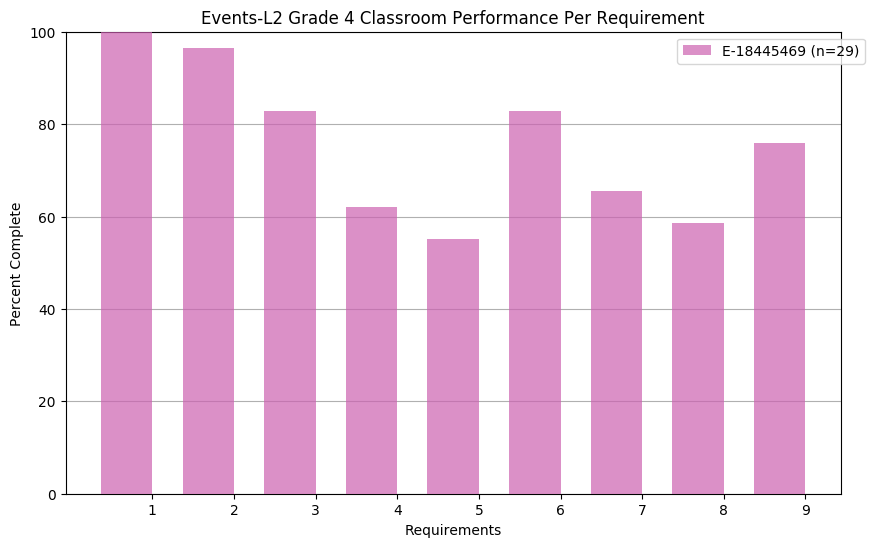 Events-L2 Grade 4 Classroom Performance Per Requirement
E-18445469 (n=29)
Percent Complete
100
80
60
40
20
0
1 2 3 4 5 6 7 8 9
Requirements